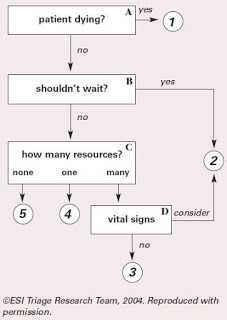 A
patient dying?
yes
1
no
B
shouldn't wait?
yes
no
2
C
how many resources?
none one many
5
4
D
vital signs
consider
no
3
©ESI Triage Research Team, 2004. Reproduced with
permission.